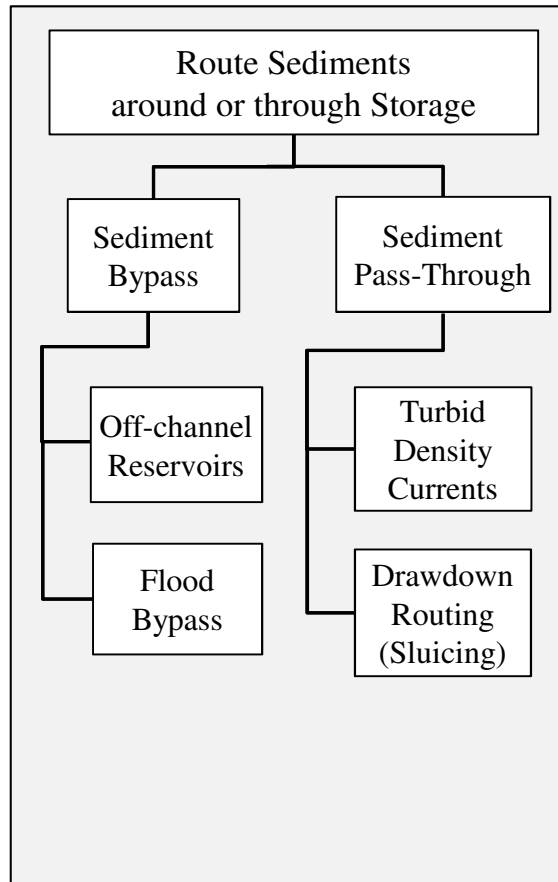 Route Sediments
around or through Storage
Sediment
Bypass
Sediment
Pass-Through
Off-channel
Reservoirs
Flood
Bypass
Turbid
Density
Currents
Drawdown
Routing
(Sluicing)